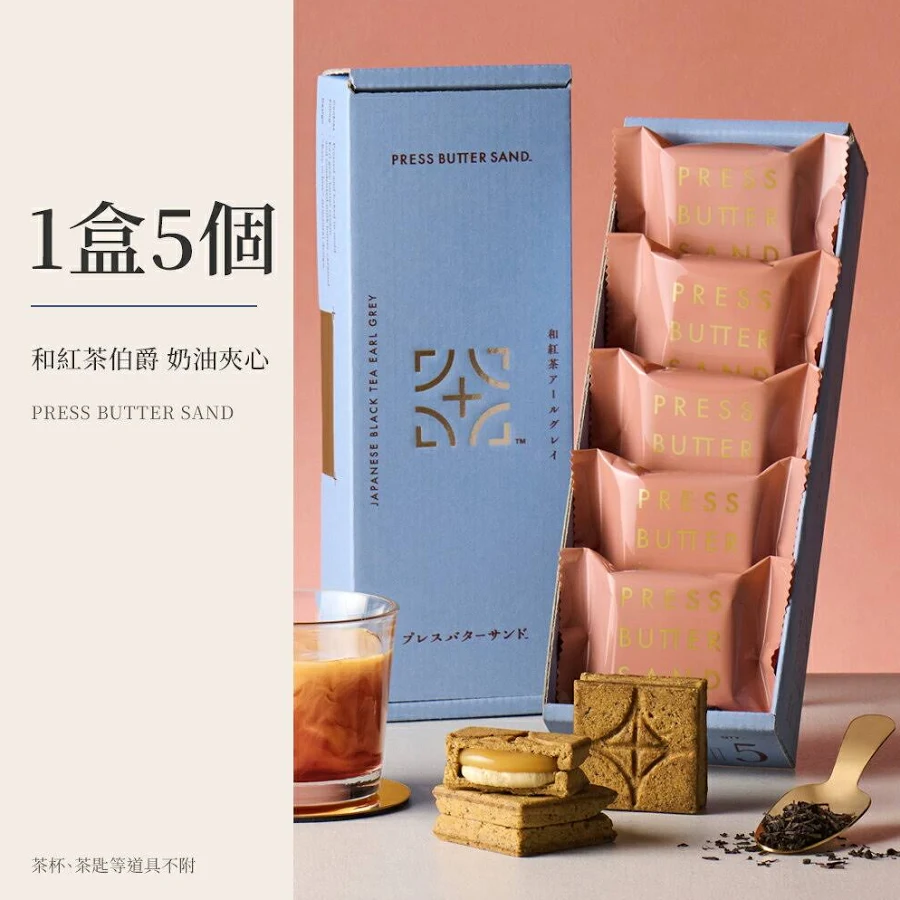 1盒5個
和紅茶伯爵 奶油夾心
PRESS BUTTER SAND
茶杯、茶匙等道具不附
PRESS BUTTER SAND.
JAPANESE BLACK TEA EARL GREY
和紅茶アールグレイ
TM
プレスバターサンド.
PRESS
BUTTER
SAND
PRESS
BUTTER
SAND
PRESS
BUTTER
PRESS
BUTTER
PRESS
BUTTER
SAND
QTY.
5